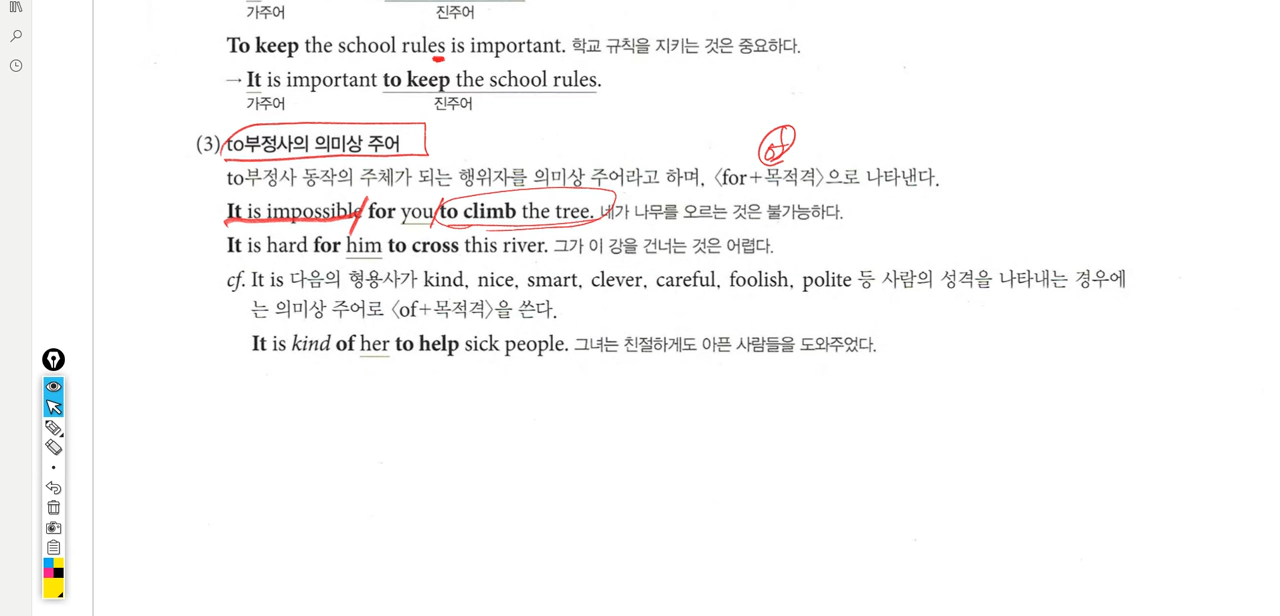 가주어 진주어
To keep the school rules is important. 학교 규칙을 지키는 것은 중요하다.
→ It is important to keep the school rules.
가주어 진주어
(3) to부정사의 의미상 주어
of
to부정사 동작의 주체가 되는 행위자를 의미상 주어라고 하며, 〈for+목적격〉으로 나타낸다.
It is impossible for you to climb the tree. 네가 나무를 오르는 것은 불가능하다.
It is hard for him to cross this river. 그가 이 강을 건너는 것은 어렵다.
cf. It is 다음의 형용사가 kind, nice, smart, clever, careful, foolish, polite 등 사람의 성격을 나타내는 경우에
는 의미상 주어로 〈of+목적격〉을 쓴다.
It is kind of her to help sick people. 그녀는 친절하게도 아픈 사람들을 도와주었다.